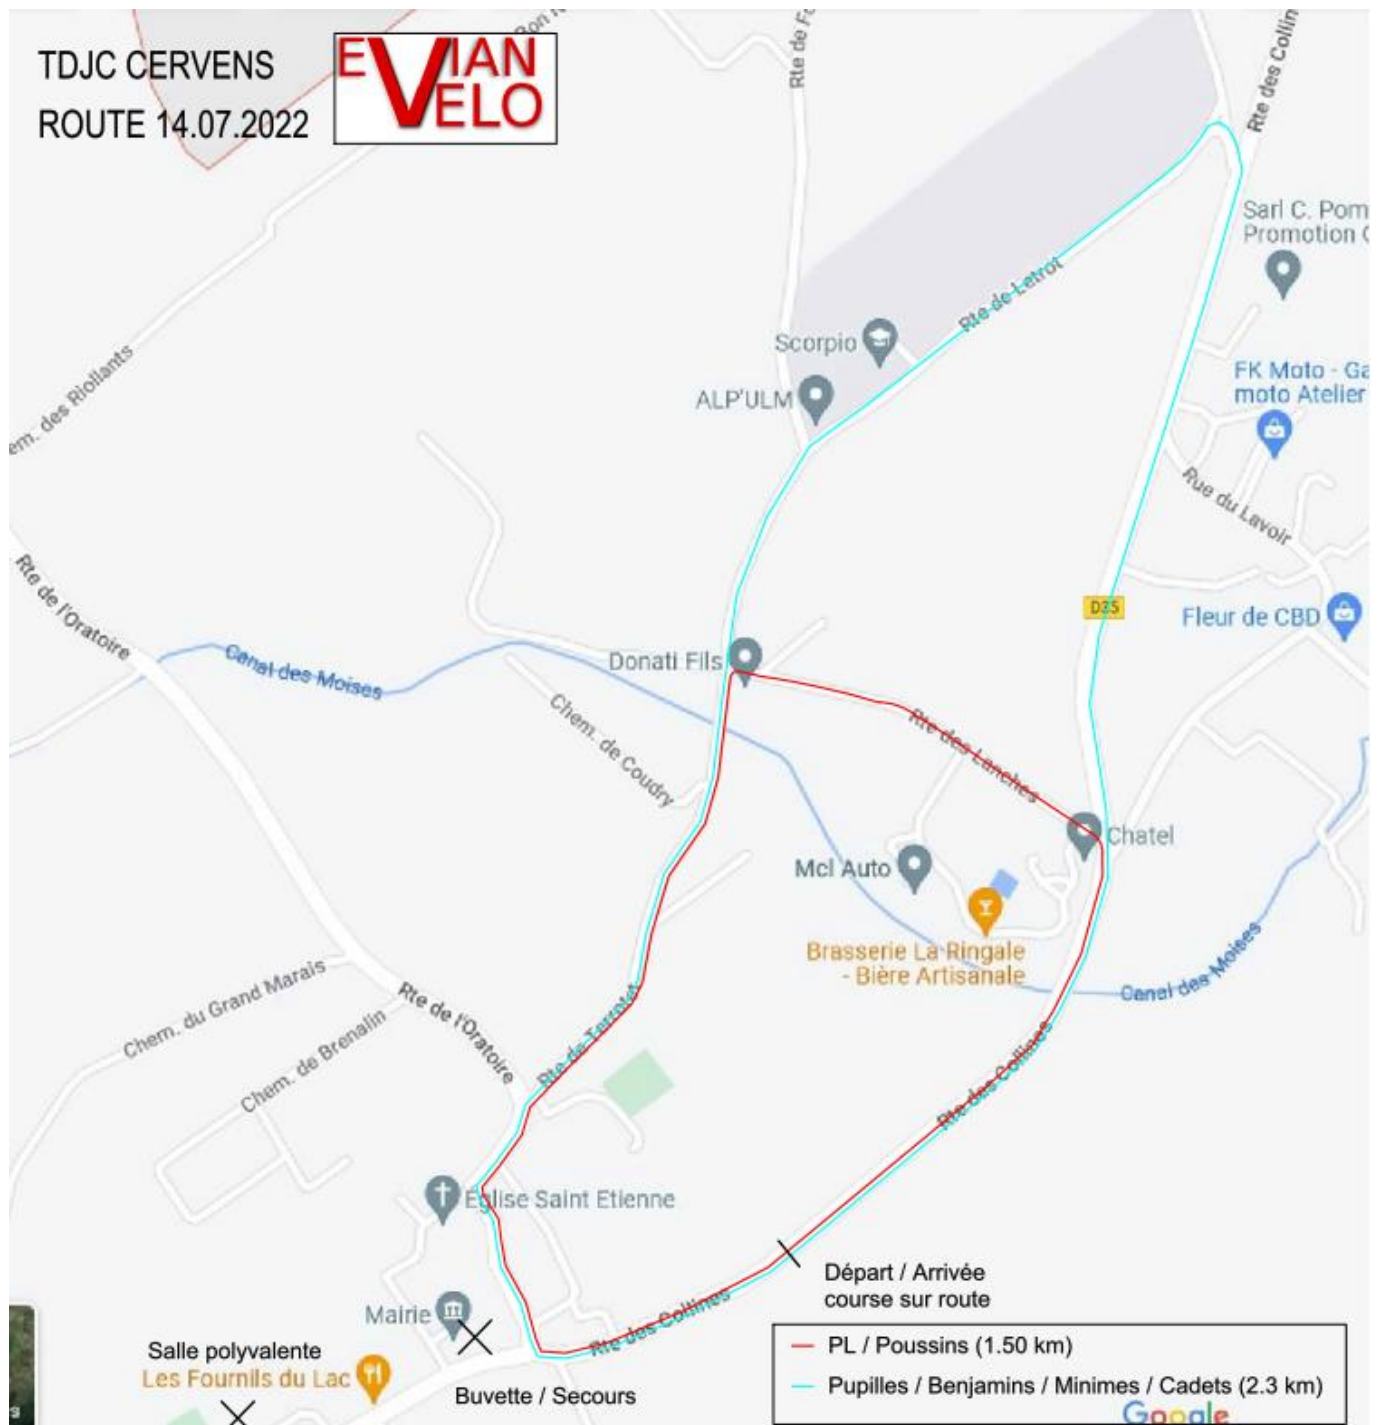 TDJC CERVENS
ROUTE 14.07.2022
EVIAN
VELO
Rte des Collin
Sarl C. Pom
Promotion
Rte de Letrot
Scorpio
ALP'ULM
FK Moto - Ga
moto Atelier
em. des Riollants
Rue du Lavoir
Rte de l'Oratoire
D35
Fleur de CBD
Canal des Moises
Donati Fils
Chem. de Coudry
Rte des Lanches
Chatel
Mcl Auto
Brasserie La Ringale
- Bière Artisanale
Canal des Moises
Chem. du Grand Marais
Rte de l'Oratoire
Chem. de Brenalin
Rte de Terrotet
Rte des Collines
Église Saint Etienne
Départ / Arrivée
course sur route
Mairie
Rte des Collines
Salle polyvalente
Les Fournils du Lac
Buvette / Secours
PL / Poussins (1.50 km)
Pupilles / Benjamins / Minimes / Cadets (2.3 km)
Google